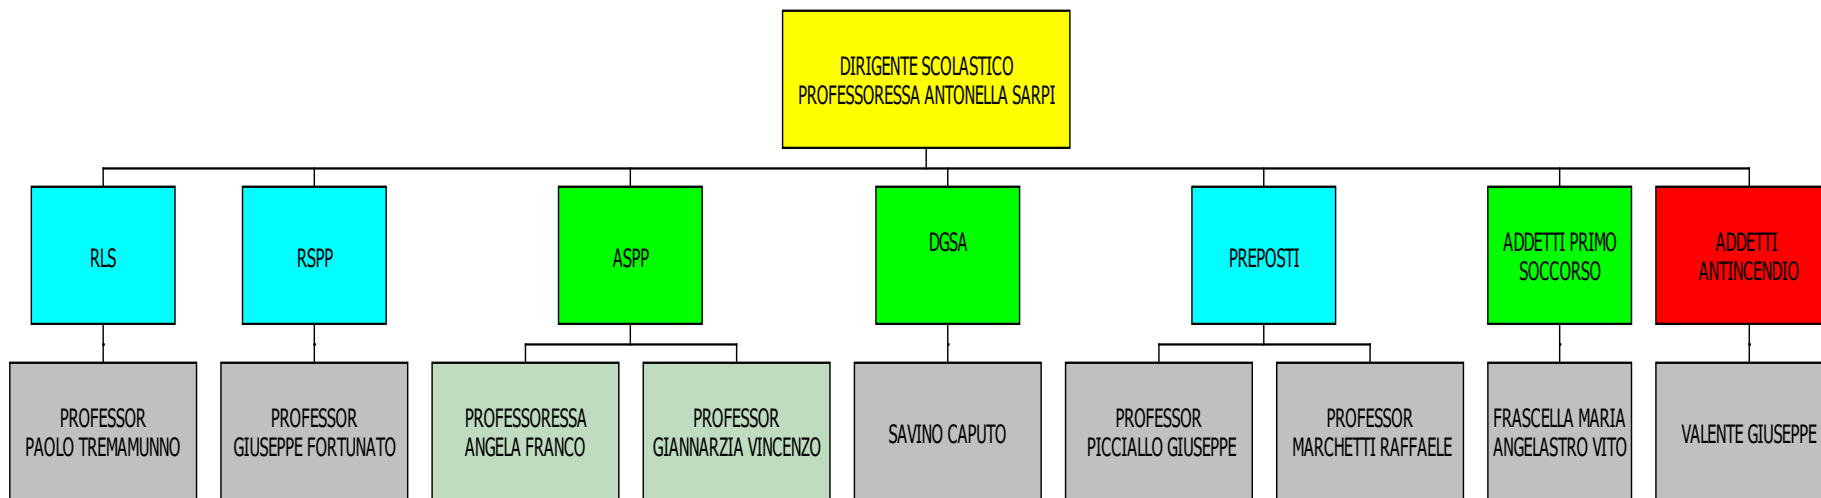 DIRIGENTE SCOLASTICO
PROFESSORESSA ANTONELLA SARPI
RLS
RSPP
ASPP
DGSA
PREPOSTI
ADDETTI PRIMO
SOCCORSO
ADDETTI
ANTINCENDIO
PROFESSOR
PAOLO TREMAMUNNO
PROFESSOR
GIUSEPPE FORTUNATO
PROFESSORESSA
ANGELA FRANCO
PROFESSOR
GIANNARZIA VINCENZO
SAVINO CAPUTO
PROFESSOR
PICCIALLO GIUSEPPE
PROFESSOR
MARCHETTI RAFFAELE
FRASCELLA MARIA
ANGELASTRO VITO
VALENTE GIUSEPPE